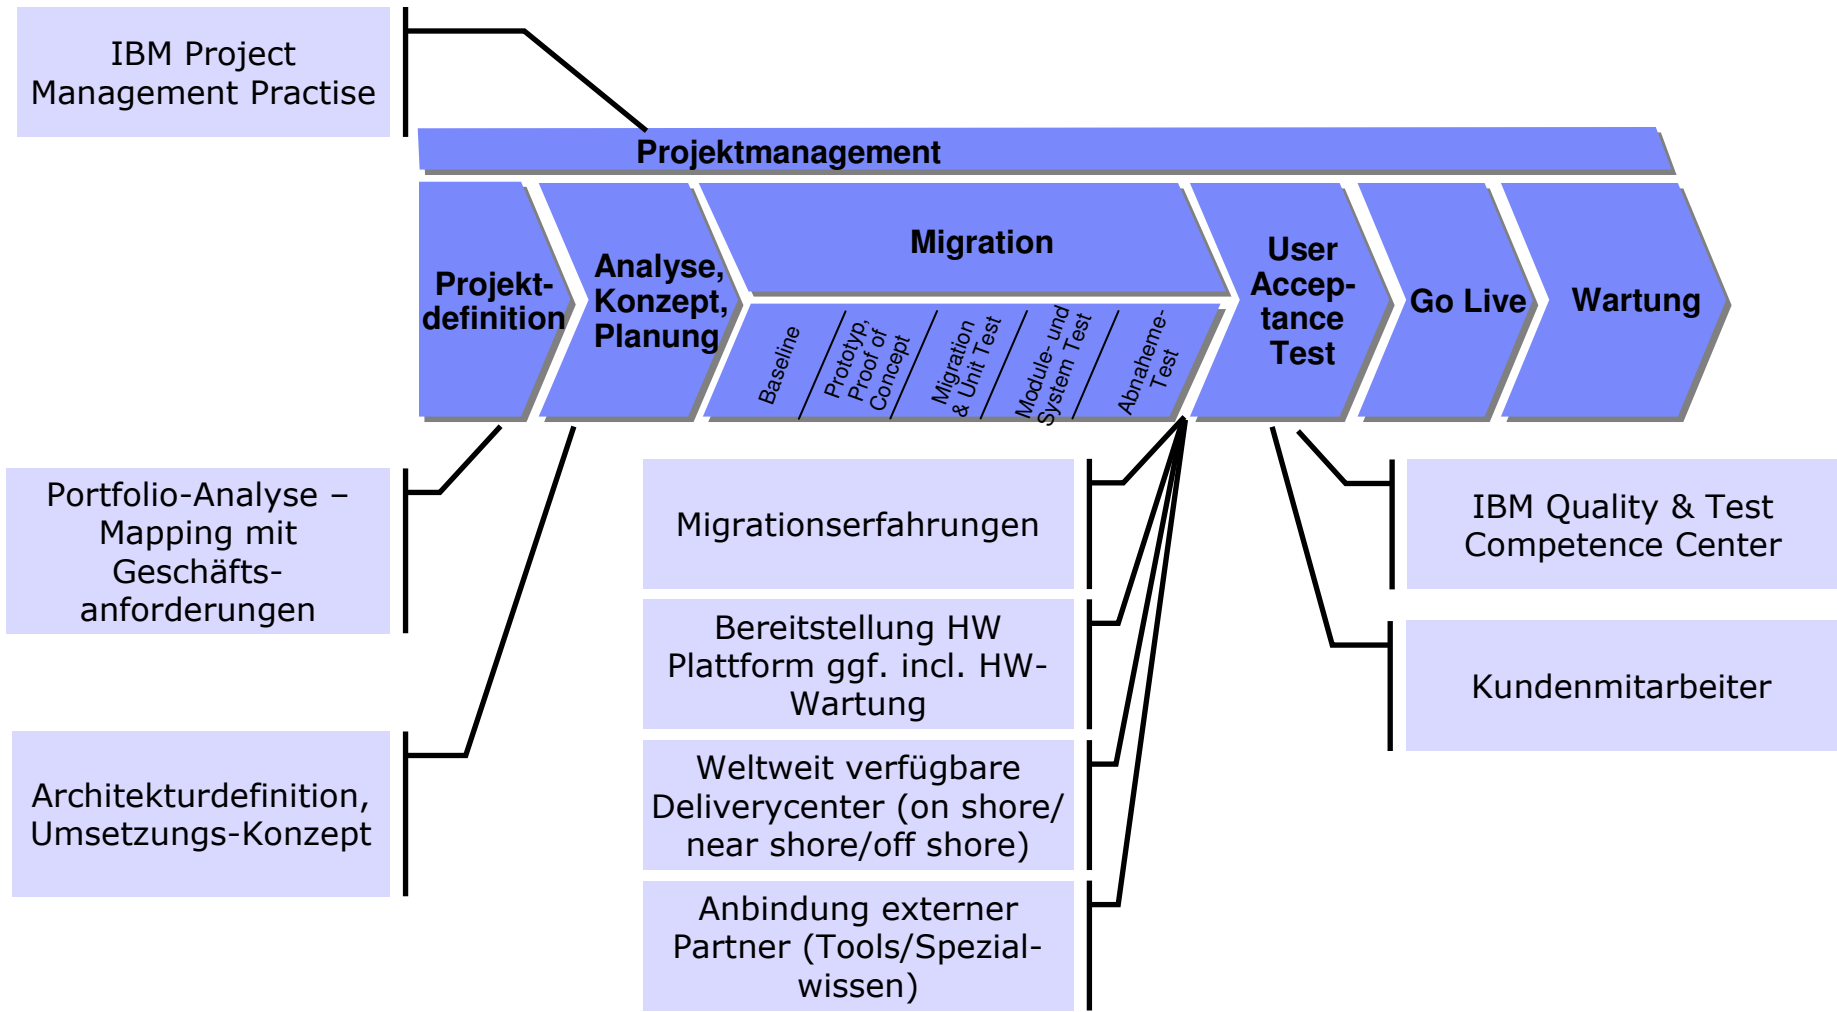 IBM Project
Management Practise
Projektmanagement
Projekt-
definition
Analyse,
Konzept,
Planung
Migration
Baseline
Prototyp,
Proof of
Concept
Migration
& Unit Test
Module- und
System Test
Abnaheme-
Test
User
Accep-
tance
Test
Go Live
Wartung
Portfolio-Analyse –
Mapping mit
Geschäfts-
anforderungen
Architekturdefinition,
Umsetzungs-Konzept
Migrationserfahrungen
Bereitstellung HW
Plattform ggf. incl. HW-
Wartung
Weltweit verfügbare
Deliverycenter (on shore/
near shore/off shore)
Anbindung externer
Partner (Tools/Spezial-
wissen)
IBM Quality & Test
Competence Center
Kundenmitarbeiter